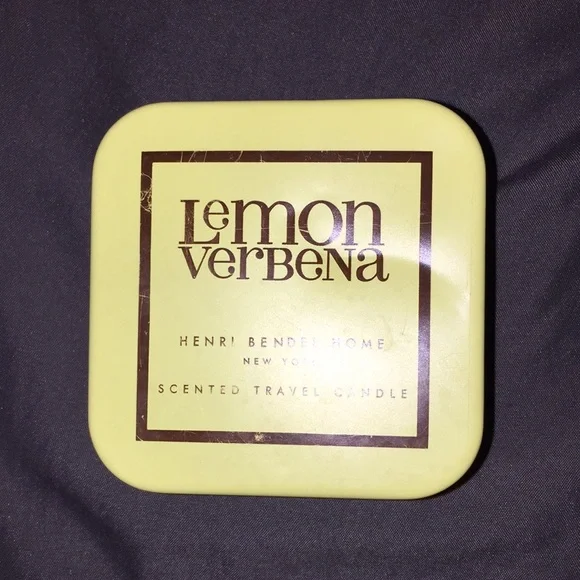 Lemon
VerBeNa
HENRI BENDEL HOME
NEW YORK
SCENTED TRAVEL CANDLE